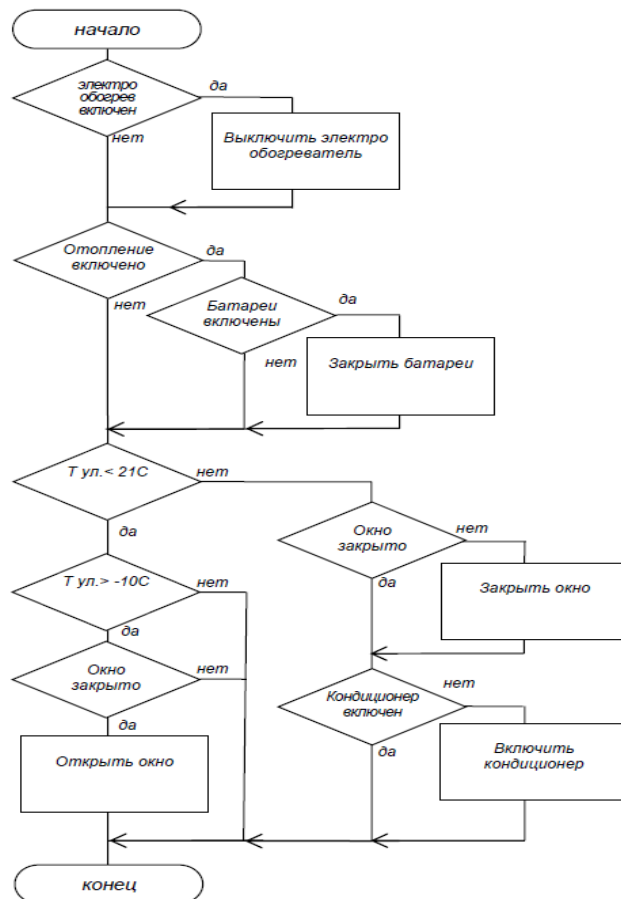 начало
электро
обогрев
включен
да
нет
Выключить электро
обогреватель
Отопление
включено
да
нет
Батареи
включены
да
нет
Закрыть батареи
Т ул.< 21С
нет
да
Окно
закрыто
нет
да
Закрыть окно
Т ул.> -10С
нет
да
Окно
закрыто
нет
да
Кондиционер
включен
нет
да
Открыть окно
Включить
кондиционер
конец